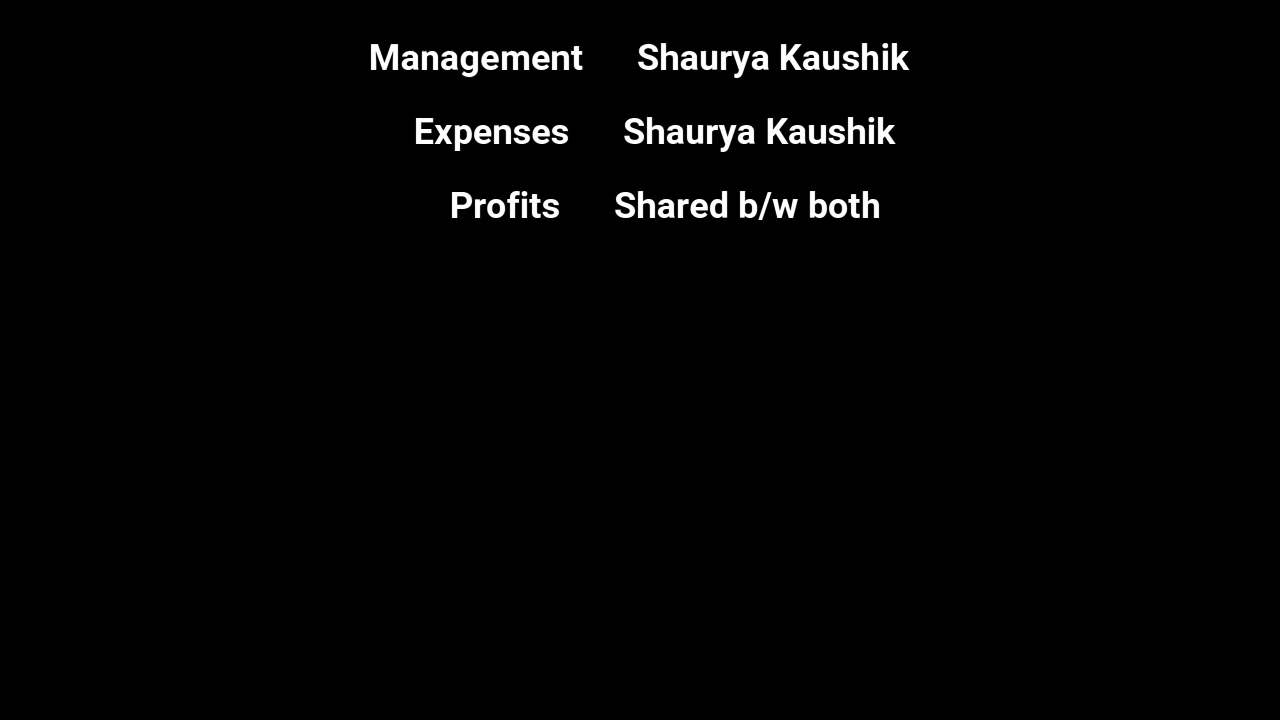 Management Shaurya Kaushik
Expenses Shaurya Kaushik
Profits Shared b/w both